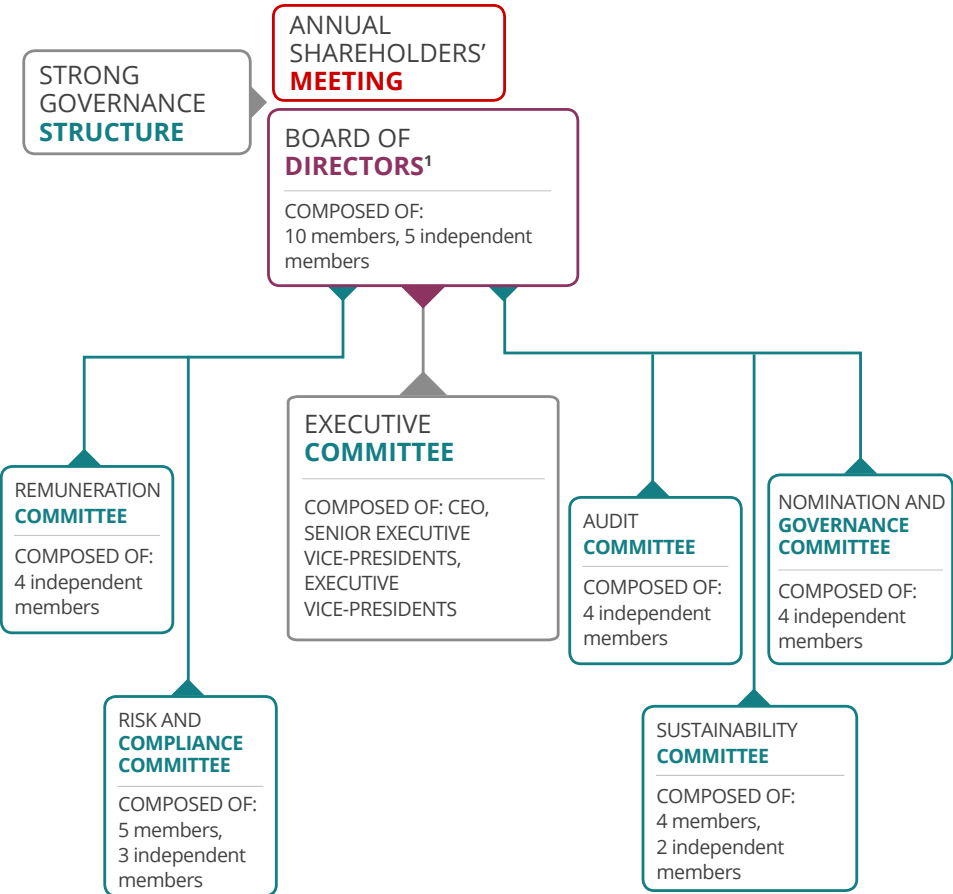 STRONG
GOVERNANCE
STRUCTURE
ANNUAL
SHAREHOLDERS’
MEETING
BOARD OF
DIRECTORS¹
COMPOSED OF:
10 members, 5 independent
members
REMUNERATION
COMMITTEE
COMPOSED OF:
4 independent
members
EXECUTIVE
COMMITTEE
COMPOSED OF: CEO,
SENIOR EXECUTIVE
VICE-PRESIDENTS,
EXECUTIVE
VICE-PRESIDENTS
AUDIT
COMMITTEE
COMPOSED OF:
4 independent
members
NOMINATION AND
GOVERNANCE
COMMITTEE
COMPOSED OF:
4 independent
members
RISK AND
COMPLIANCE
COMMITTEE
COMPOSED OF:
5 members,
3 independent
members
SUSTAINABILITY
COMMITTEE
COMPOSED OF:
4 members,
2 independent
members